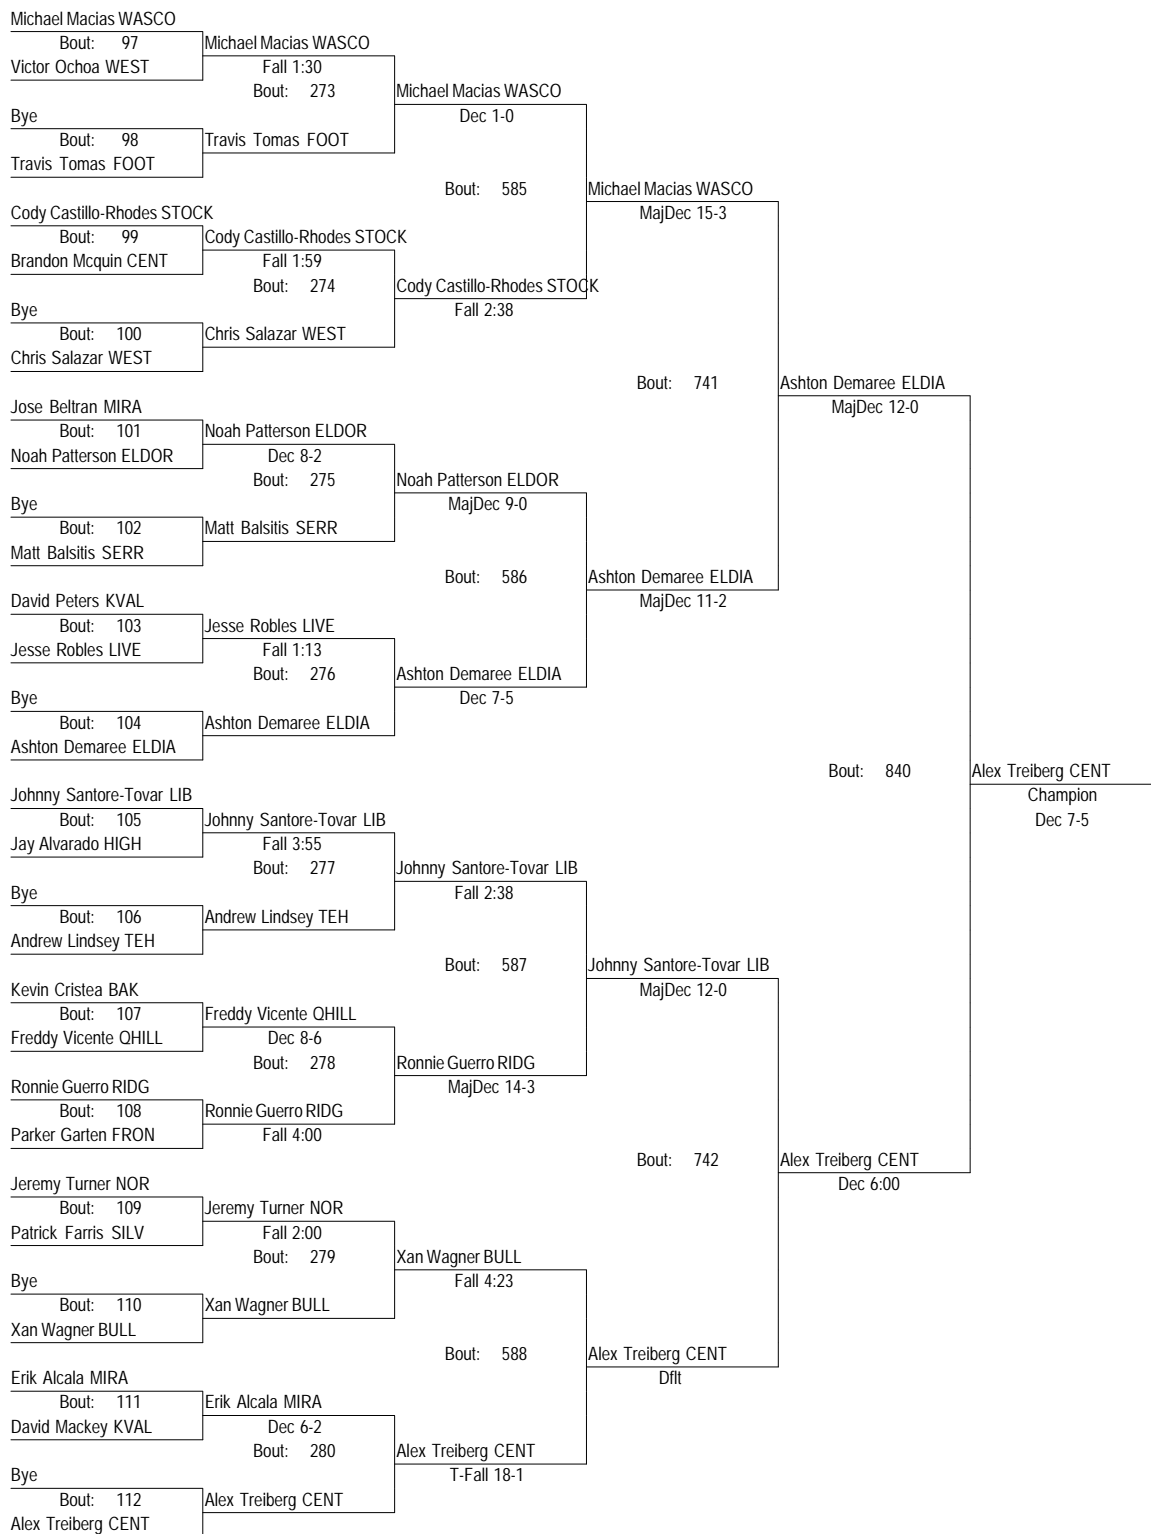 Michael Macias WASCO
Bout: 97 Michael Macias WASCO
Victor Ochoa WEST Fall 1:30
Bout: 273 Michael Macias WASCO
Bye Dec 1-0
Bout: 98 Travis Tomas FOOT
Travis Tomas FOOT
Bout: 585 Michael Macias WASCO
Cody Castillo-Rhodes STOCK MajDec 15-3
Bout: 99 Cody Castillo-Rhodes STOCK
Brandon Mcquin CENT Fall 1:59
Bout: 274 Cody Castillo-Rhodes STOCK
Bye Fall 2:38
Bout: 100 Chris Salazar WEST
Chris Salazar WEST
Bout: 741 Ashton Demaree ELDIA
Jose Beltran MIRA MajDec 12-0
Bout: 101 Noah Patterson ELDOR
Noah Patterson ELDOR Dec 8-2
Bout: 275 Noah Patterson ELDOR
Bye MajDec 9-0
Bout: 102 Matt Balsitis SERR
Matt Balsitis SERR
Bout: 586 Ashton Demaree ELDIA
David Peters KVAL MajDec 11-2
Bout: 103 Jesse Robles LIVE
Jesse Robles LIVE Fall 1:13
Bout: 276 Ashton Demaree ELDIA
Bye Dec 7-5
Bout: 104 Ashton Demaree ELDIA
Ashton Demaree ELDIA
Bout: 840 Alex Treiberg CENT
Johnny Santore-Tovar LIB Champion
Bout: 105 Johnny Santore-Tovar LIB Dec 7-5
Jay Alvarado HIGH Fall 3:55
Bout: 277 Johnny Santore-Tovar LIB
Bye Fall 2:38
Bout: 106 Andrew Lindsey TEH
Andrew Lindsey TEH
Bout: 587 Johnny Santore-Tovar LIB
Kevin Cristea BAK MajDec 12-0
Bout: 107 Freddy Vicente QHILL
Freddy Vicente QHILL Dec 8-6
Bout: 278 Ronnie Guerro RIDG
Ronnie Guerro RIDG MajDec 14-3
Bout: 108 Ronnie Guerro RIDG
Parker Garten FRON Fall 4:00
Bout: 742 Alex Treiberg CENT
Jeremy Turner NOR Dec 6:00
Bout: 109 Jeremy Turner NOR
Patrick Farris SILV Fall 2:00
Bout: 279 Xan Wagner BULL
Bye Fall 4:23
Bout: 110 Xan Wagner BULL
Xan Wagner BULL
Bout: 588 Alex Treiberg CENT
Erik Alcala MIRA Dflt
Bout: 111 Erik Alcala MIRA
David Mackey KVAL Dec 6-2
Bout: 280 Alex Treiberg CENT
Bye T-Fall 18-1
Bout: 112 Alex Treiberg CENT
Alex Treiberg CENT